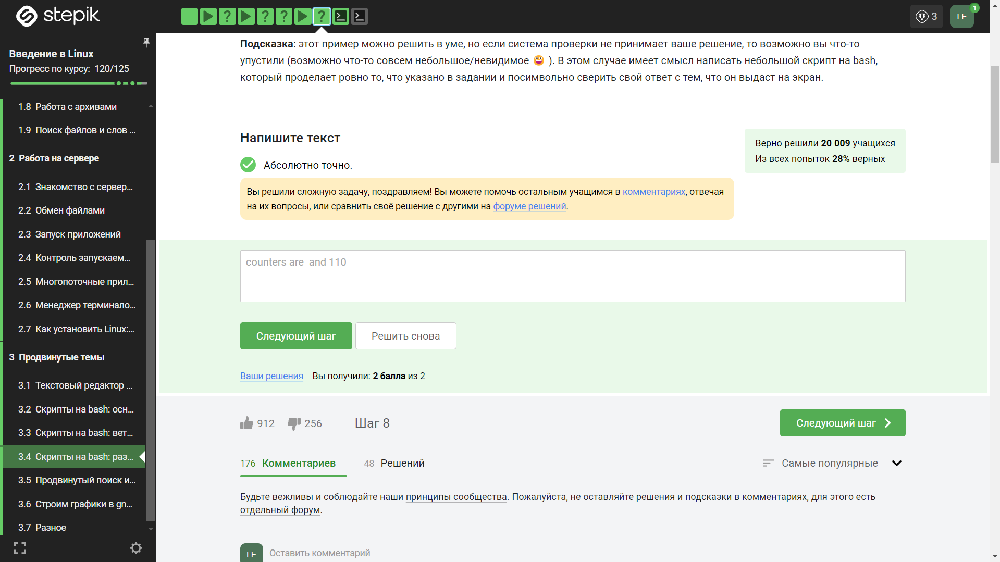 stepik
3
ГЕ
1
Введение в Linux
Прогресс по курсу: 120/125
1.8 Работа с архивами
1.9 Поиск файлов и слов ...
2 Работа на сервере
2.1 Знакомство с сервер...
2.2 Обмен файлами
2.3 Запуск приложений
2.4 Контроль запускаем...
2.5 Многопоточные прил...
2.6 Менеджер терминало...
2.7 Как установить Linux:...
3 Продвинутые темы
3.1 Текстовый редактор ...
3.2 Скрипты на bash: осн...
3.3 Скрипты на bash: вет...
3.4 Скрипты на bash: раз...
3.5 Продвинутый поиск и...
3.6 Строим графики в gn...
3.7 Разное
Подсказка: этот пример можно решить в уме, но если система проверки не принимает ваше решение, то возможно вы что-то
упустили (возможно что-то совсем небольшое/невидимое 😀 ). В этом случае имеет смысл написать небольшой скрипт на bash,
который проделает ровно то, что указано в задании и посимвольно сверить свой ответ с тем, что он выдаст на экран.
Напишите текст
Верно решили 20 009 учащихся
Из всех попыток 28% верных
Абсолютно точно.
Вы решили сложную задачу, поздравляем! Вы можете помочь остальным учащимся в комментариях, отвечая
на их вопросы, или сравнить своё решение с другими на форуме решений.
counters are  and 110
Следующий шаг
Решить снова
Ваши решения Вы получили: 2 балла из 2
912 256 Шаг 8
Следующий шаг
176 Комментариев 48 Решений
Самые популярные
Будьте вежливы и соблюдайте наши принципы сообщества. Пожалуйста, не оставляйте решения и подсказки в комментариях, для этого есть
отдельный форум.
ГЕ Оставить комментарий